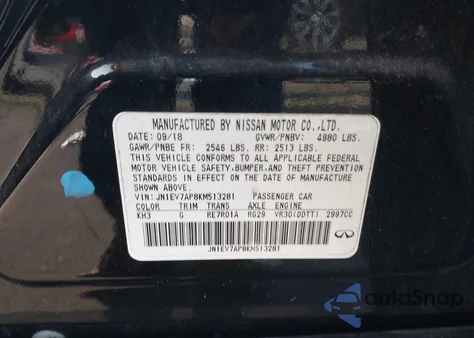 MANUFACTURED BY NISSAN MOTOR CO.,LTD.
DATE: 09/18 GVWR/PNBV: 4980 LBS.
GAWR/PNBE FR: 2546 LBS. RR: 2513 LBS.
THIS VEHICLE CONFORMS TO ALL APPLICABLE FEDERAL
MOTOR VEHICLE SAFETY,BUMPER,AND THEFT PREVENTION
STANDARDS IN EFFECT ON THE DATE OF MANUFACTURE
SHOWN ABOVE.
VIN:JN1EV7AP8KM513281 PASSENGER CAR
COLOR TRIM TRANS AXLE ENGINE
KH3 G RE7R01A RG29 VR30(DDTT) 2997CC
JN1EV7AP8KM513281
INFINITI
autoSnap